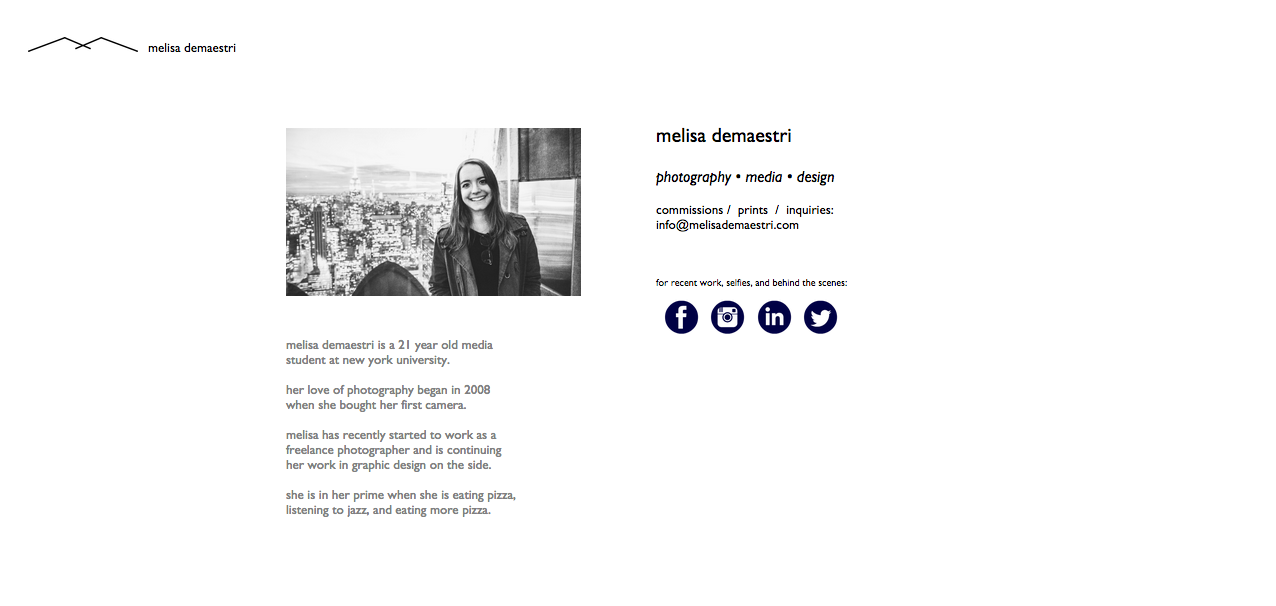 melisa demaestri
melisa demaestri
photography • media • design
commissions / prints / inquiries:
info@melisademaestri.com
for recent work, selfies, and behind the scenes:
melisa demaestri is a 21 year old media
student at new york university.
her love of photography began in 2008
when she bought her first camera.
melisa has recently started to work as a
freelance photographer and is continuing
her work in graphic design on the side.
she is in her prime when she is eating pizza,
listening to jazz, and eating more pizza.